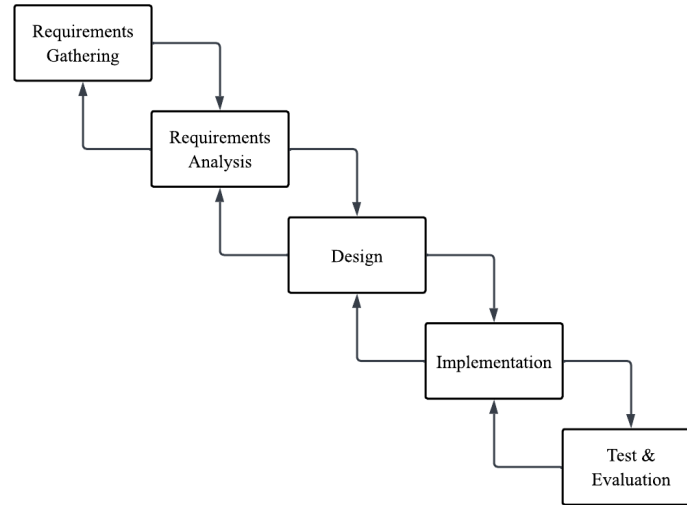 Requirements
Gathering
Requirements
Analysis
Design
Implementation
Test &
Evaluation